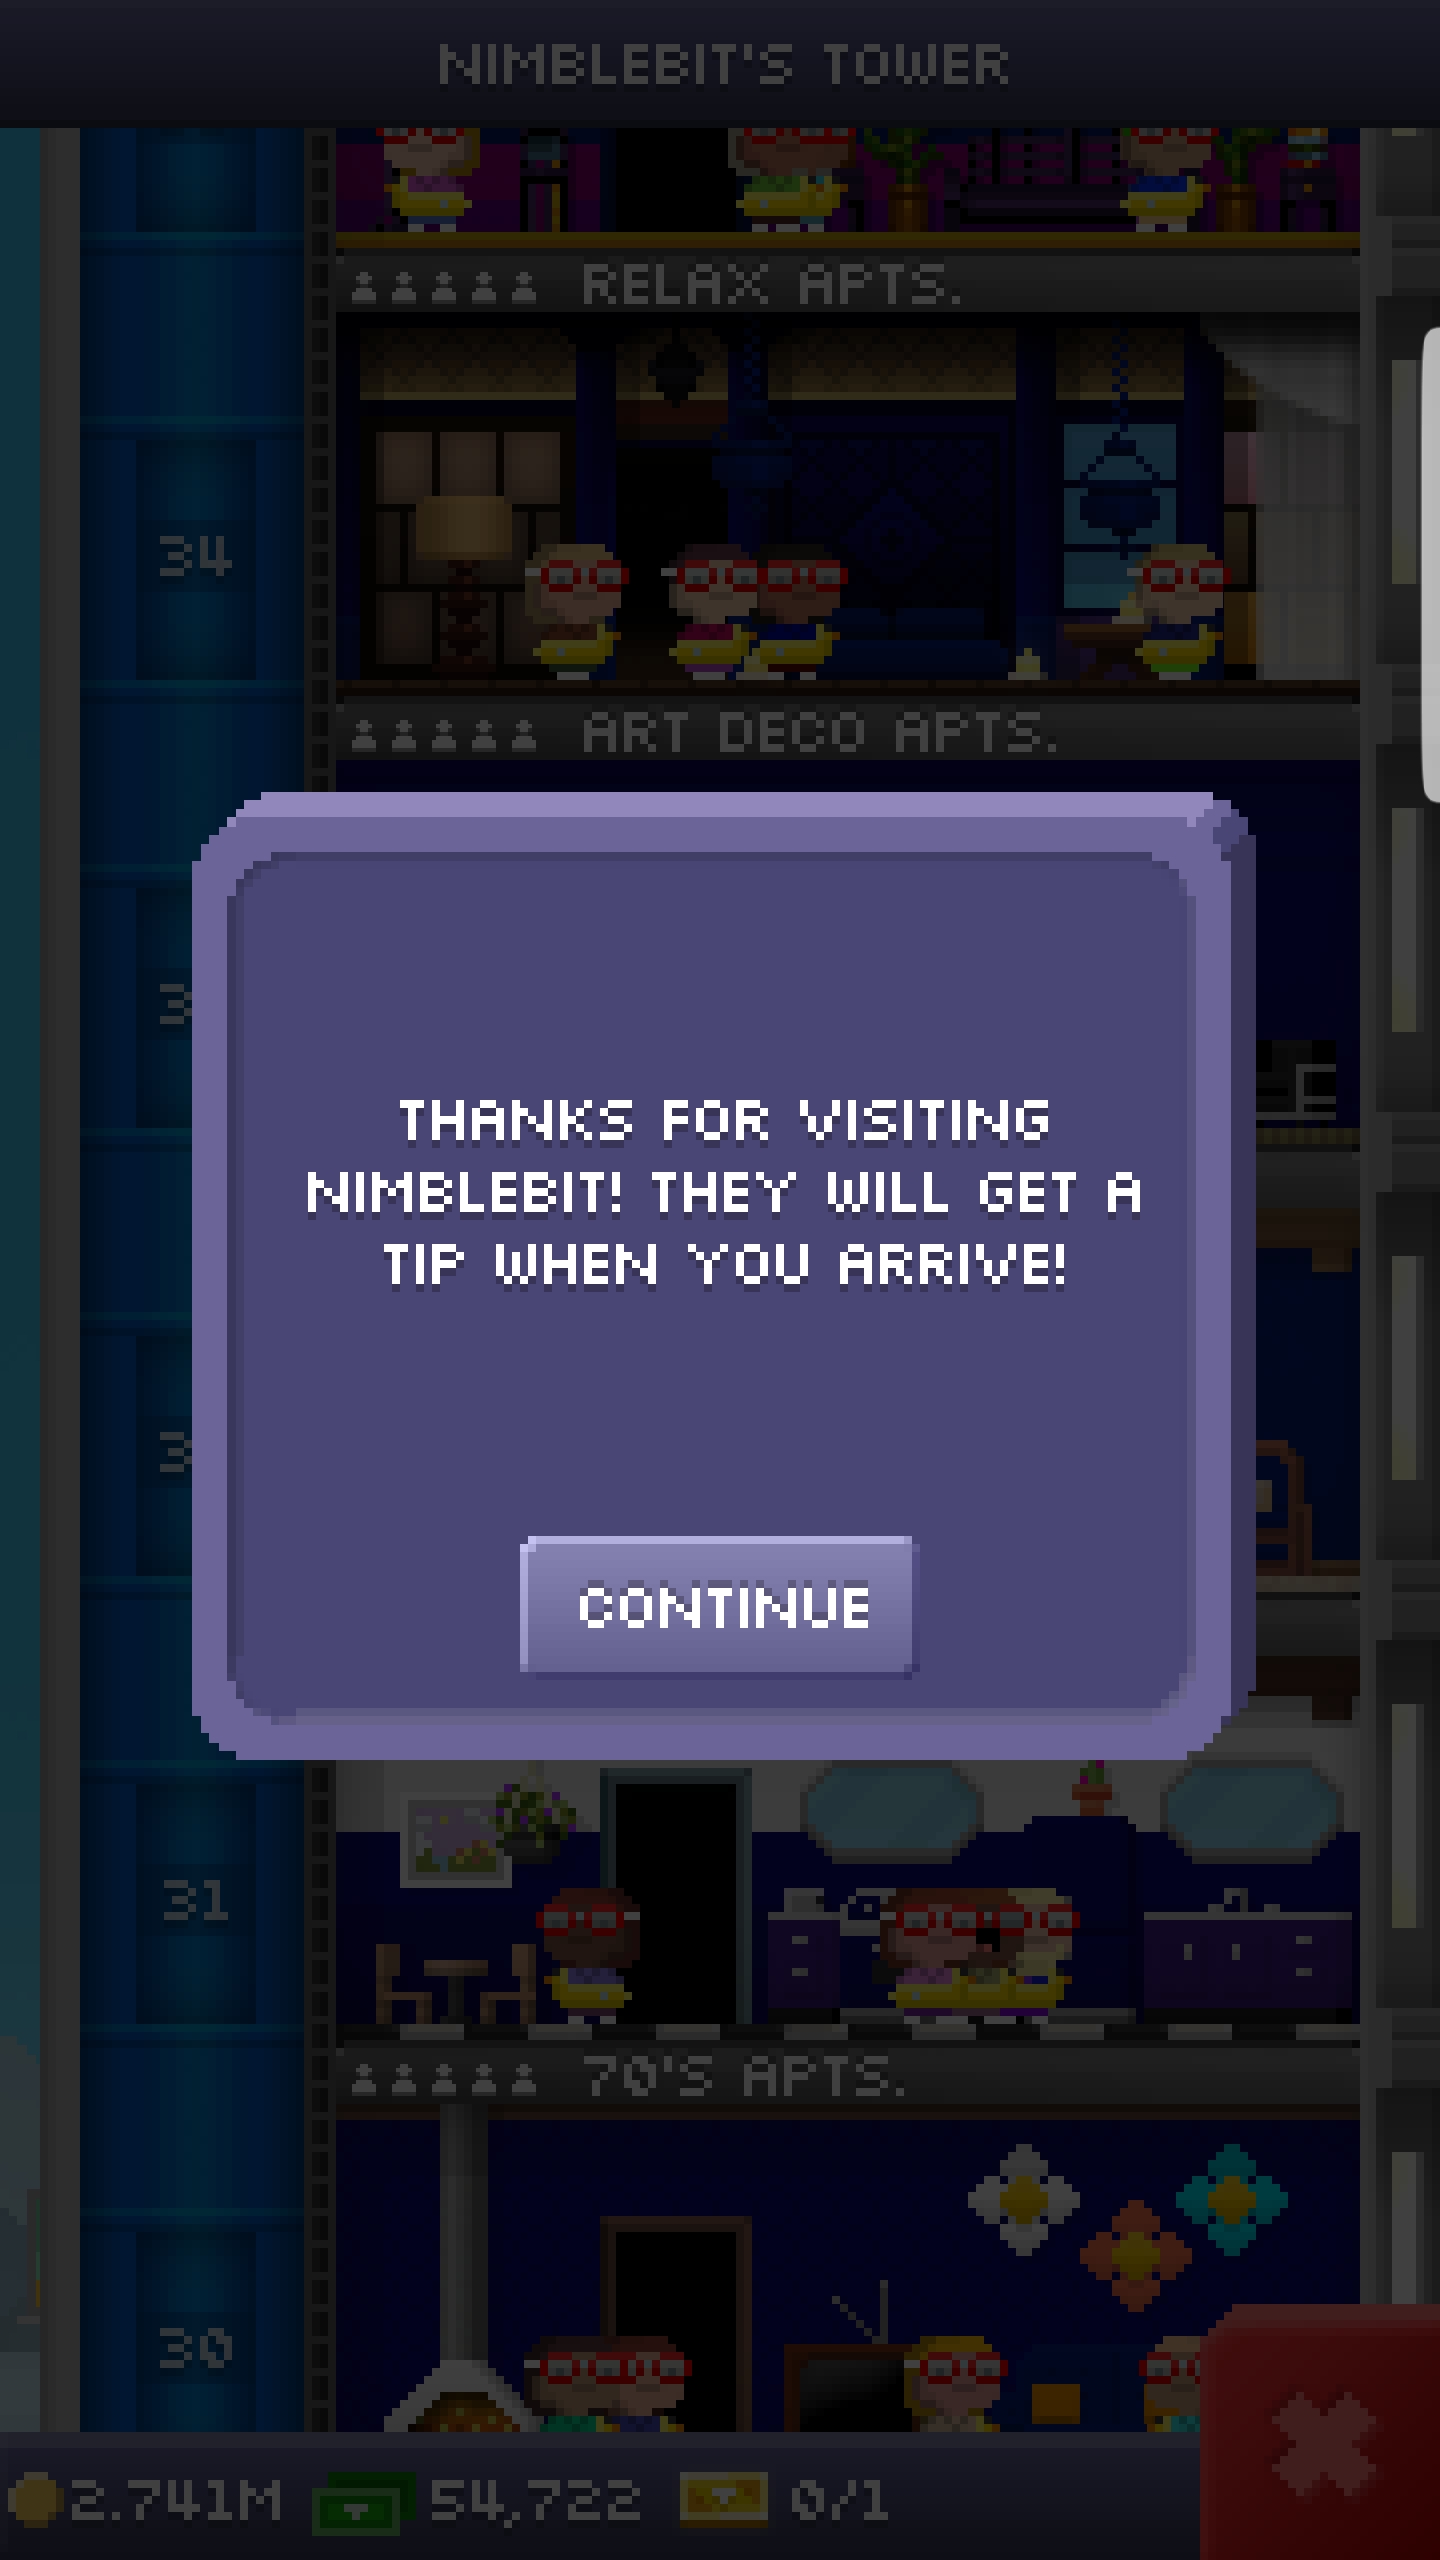 NIMBLEBIT'S TOWER
RELAX APTS.
34
ART DECO APTS.
THANKS FOR VISITING
NIMBLEBIT! THEY WILL GET A
TIP WHEN YOU ARRIVE!
CONTINUE
31
70'S APTS.
30
2.741M 54,722 0/1